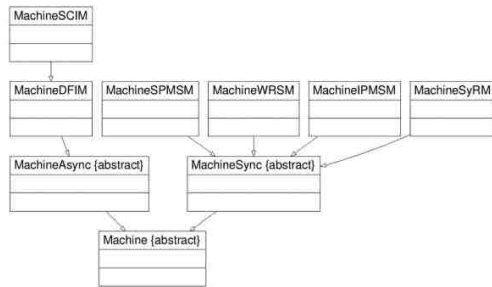 MachineSCIM
MachineDFIM
MachineSPMSM
MachineWRSM
MachineIPMSM
MachineSyRM
MachineAsync {abstract}
MachineSync {abstract}
Machine {abstract}